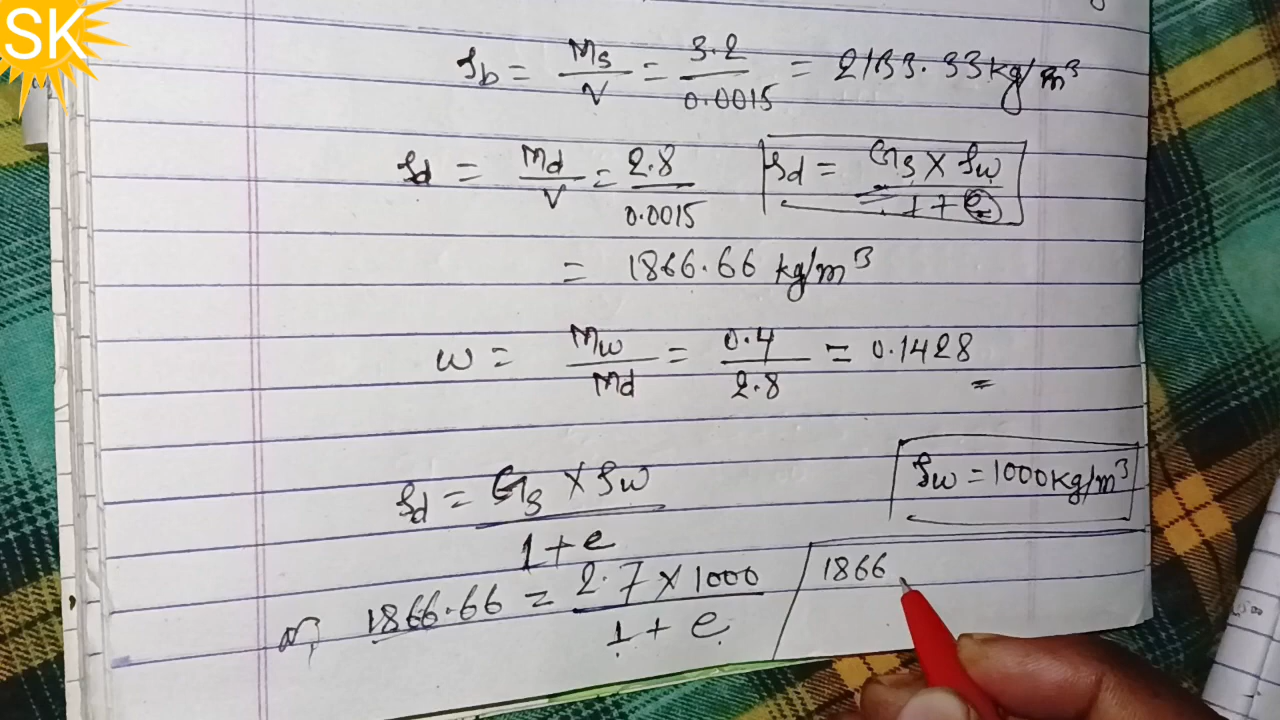 SK
ρb = Ms/V = 3.2/0.0015 = 2133.33 kg/m³
ρd = Md/V = 2.8/0.0015 ρd = Gs × ρw/1 + e
= 1866.66 kg/m³
w = Mw/Md = 0.4/2.8 = 0.1428
ρd = Gs × ρw/1 + e ρw = 1000 kg/m³
1866.66 = 2.7 × 1000/1 + e 1866